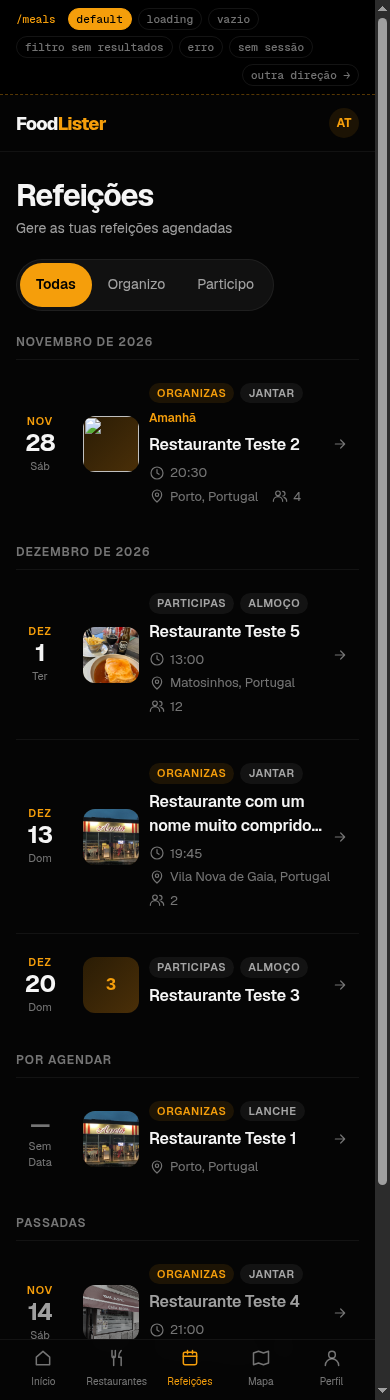 /meals default loading vazio
filtro sem resultados erro sem sessão
outra direção →
FoodLister AT
Refeições
Gere as tuas refeições agendadas
Todas Organizo Participo
NOVEMBRO DE 2026
NOV
28
Sáb
ORGANIZAS JANTAR
Amanhã
Restaurante Teste 2
20:30
Porto, Portugal 4
DEZEMBRO DE 2026
DEZ
1
Ter
PARTICIPAS ALMOÇO
Restaurante Teste 5
13:00
Matosinhos, Portugal
12
DEZ
13
Dom
ORGANIZAS JANTAR
Restaurante com um
nome muito comprido…
19:45
Vila Nova de Gaia, Portugal
2
DEZ
20
Dom
3
PARTICIPAS ALMOÇO
Restaurante Teste 3
POR AGENDAR
—
Sem
Data
ORGANIZAS LANCHE
Restaurante Teste 1
Porto, Portugal
PASSADAS
NOV
14
Sáb
ORGANIZAS JANTAR
Restaurante Teste 4
21:00
Início Restaurantes Refeições Mapa Perfil